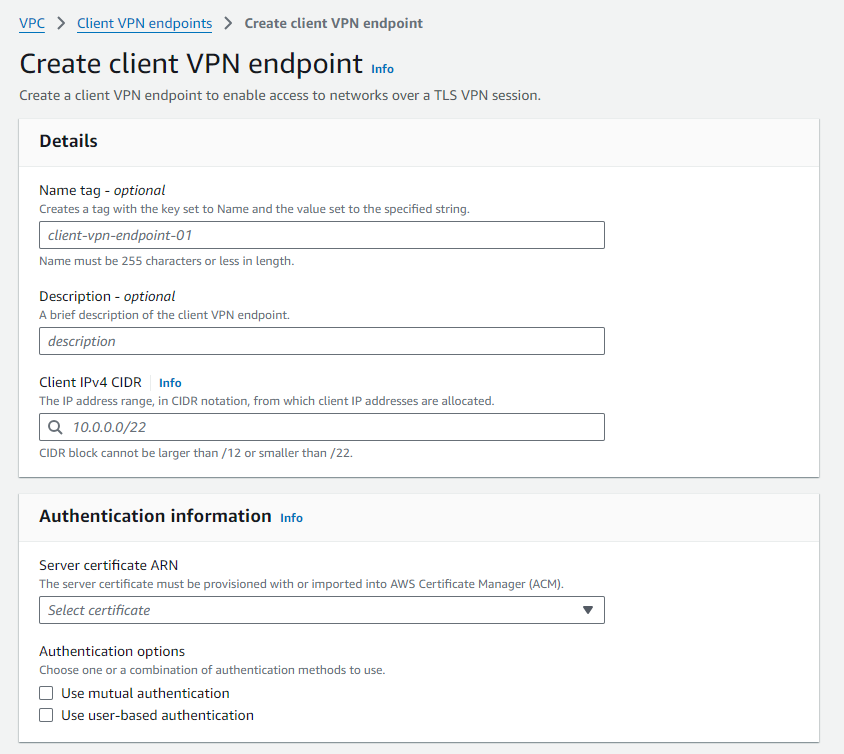 VPC > Client VPN endpoints > Create client VPN endpoint
Create client VPN endpoint Info
Create a client VPN endpoint to enable access to networks over a TLS VPN session.
Details
Name tag - optional
Creates a tag with the key set to Name and the value set to the specified string.
client-vpn-endpoint-01
Name must be 255 characters or less in length.
Description - optional
A brief description of the client VPN endpoint.
description
Client IPv4 CIDR Info
The IP address range, in CIDR notation, from which client IP addresses are allocated.
10.0.0.0/22
CIDR block cannot be larger than /12 or smaller than /22.
Authentication information Info
Server certificate ARN
The server certificate must be provisioned with or imported into AWS Certificate Manager (ACM).
Select certificate
Authentication options
Choose one or a combination of authentication methods to use.
Use mutual authentication
Use user-based authentication